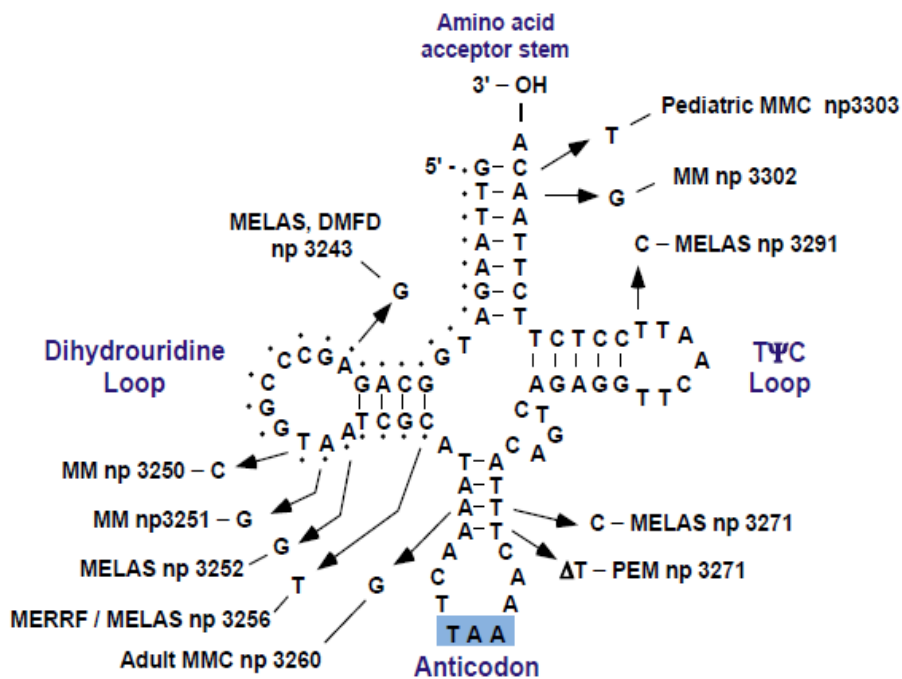 Amino acid
acceptor stem
3' – OH
A
5' - G – C
T – A
T – A
A – T
A – T
G – C
A – T
T
G
T
Pediatric MMC np3303
G
MM np 3302
C – MELAS np 3291
MELAS, DMFD
np 3243
G
Dihydrouridine
Loop
A G C C C G G T A A
G A C G
T C G C
A
T C T C C T T A A C T T G G A G A
TΨC
Loop
C T G A C
T A
A T
A T
A T
A C
C A
T A
TAA
Anticodon
MM np 3250 – C
MM np3251 – G
G
MELAS np 3252
T
MERRF / MELAS np 3256
G
Adult MMC np 3260
C – MELAS np 3271
ΔT – PEM np 3271